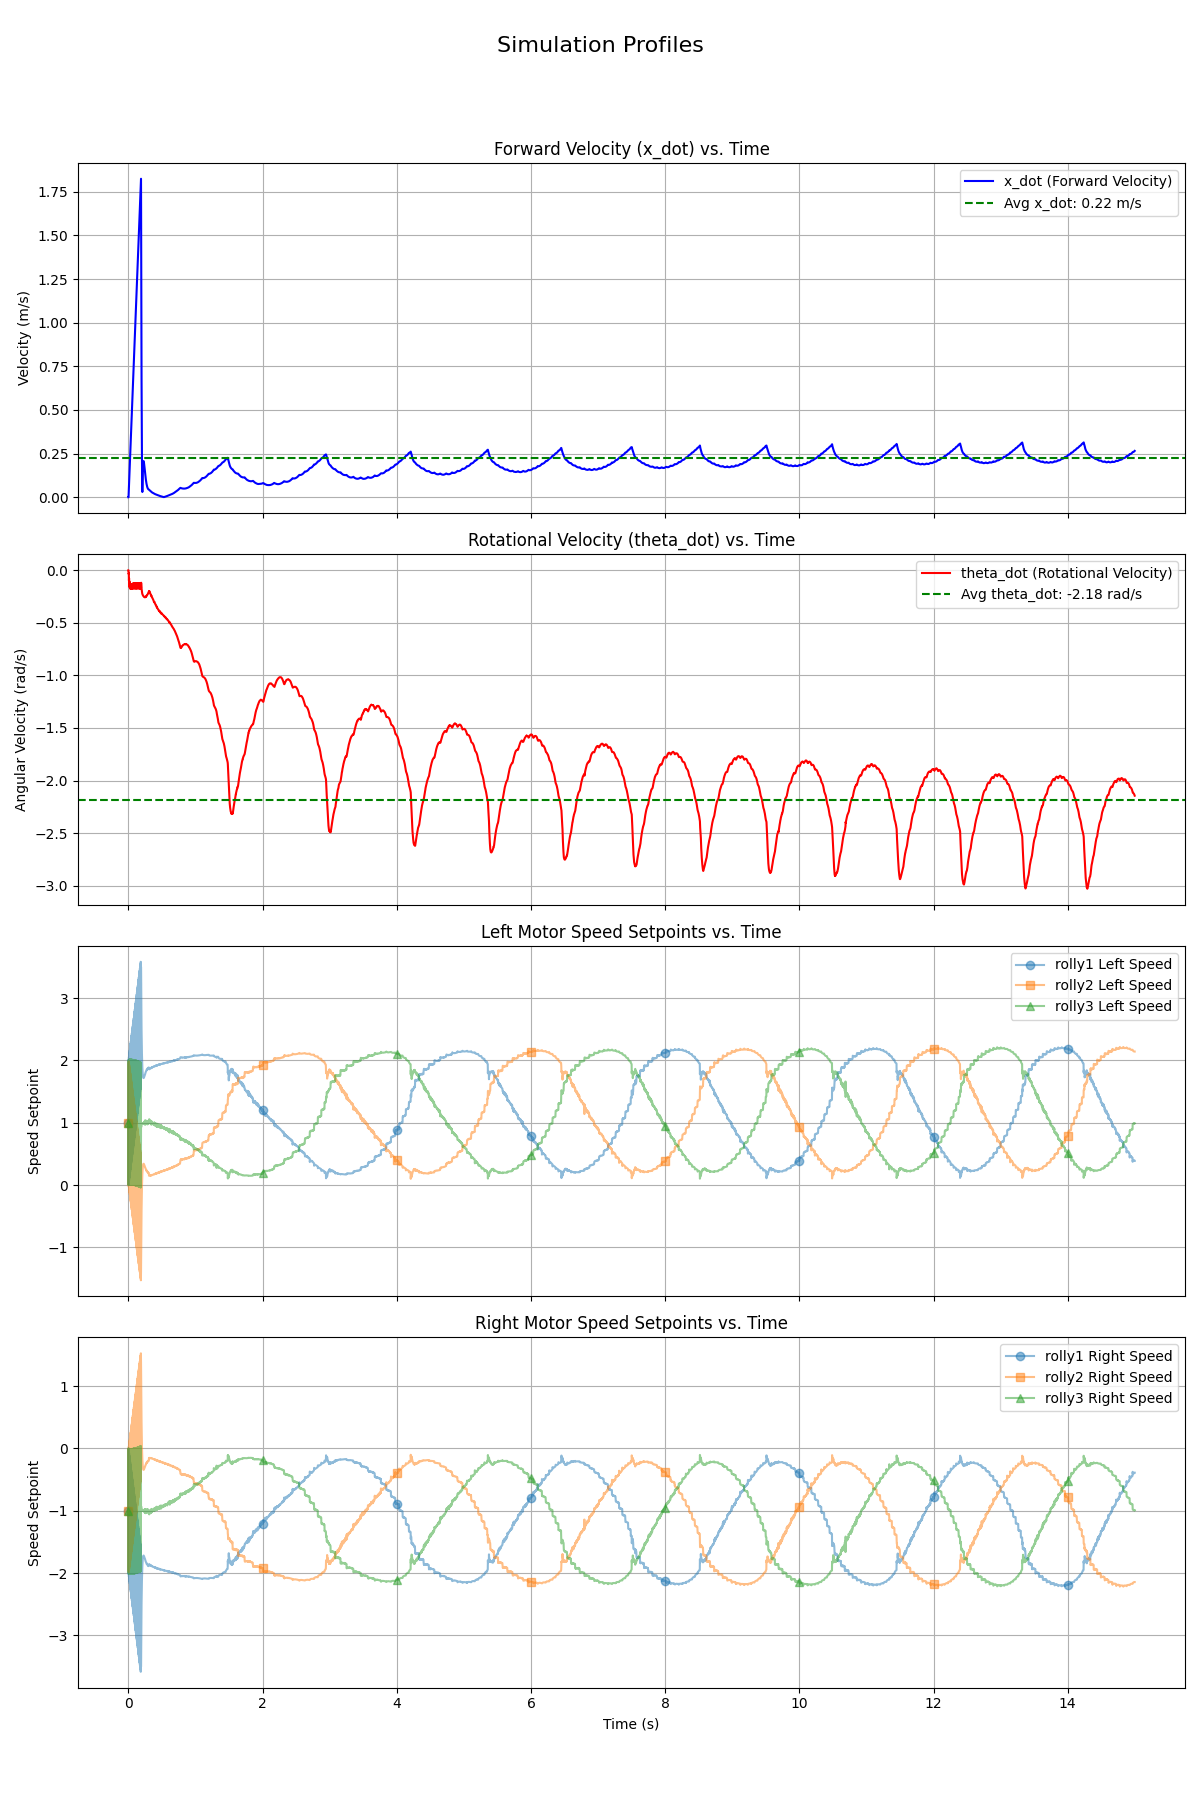 Simulation Profiles
Forward Velocity (x_dot) vs. Time
Velocity (m/s)
1.75
1.50
1.25
1.00
0.75
0.50
0.25
0.00
x_dot (Forward Velocity)
Avg x_dot: 0.22 m/s
Rotational Velocity (theta_dot) vs. Time
Angular Velocity (rad/s)
0.0
−0.5
−1.0
−1.5
−2.0
−2.5
−3.0
theta_dot (Rotational Velocity)
Avg theta_dot: -2.18 rad/s
Left Motor Speed Setpoints vs. Time
Speed Setpoint
3
2
1
0
−1
rolly1 Left Speed
rolly2 Left Speed
rolly3 Left Speed
Right Motor Speed Setpoints vs. Time
Speed Setpoint
1
0
−1
−2
−3
rolly1 Right Speed
rolly2 Right Speed
rolly3 Right Speed
0 2 4 6 8 10 12 14
Time (s)